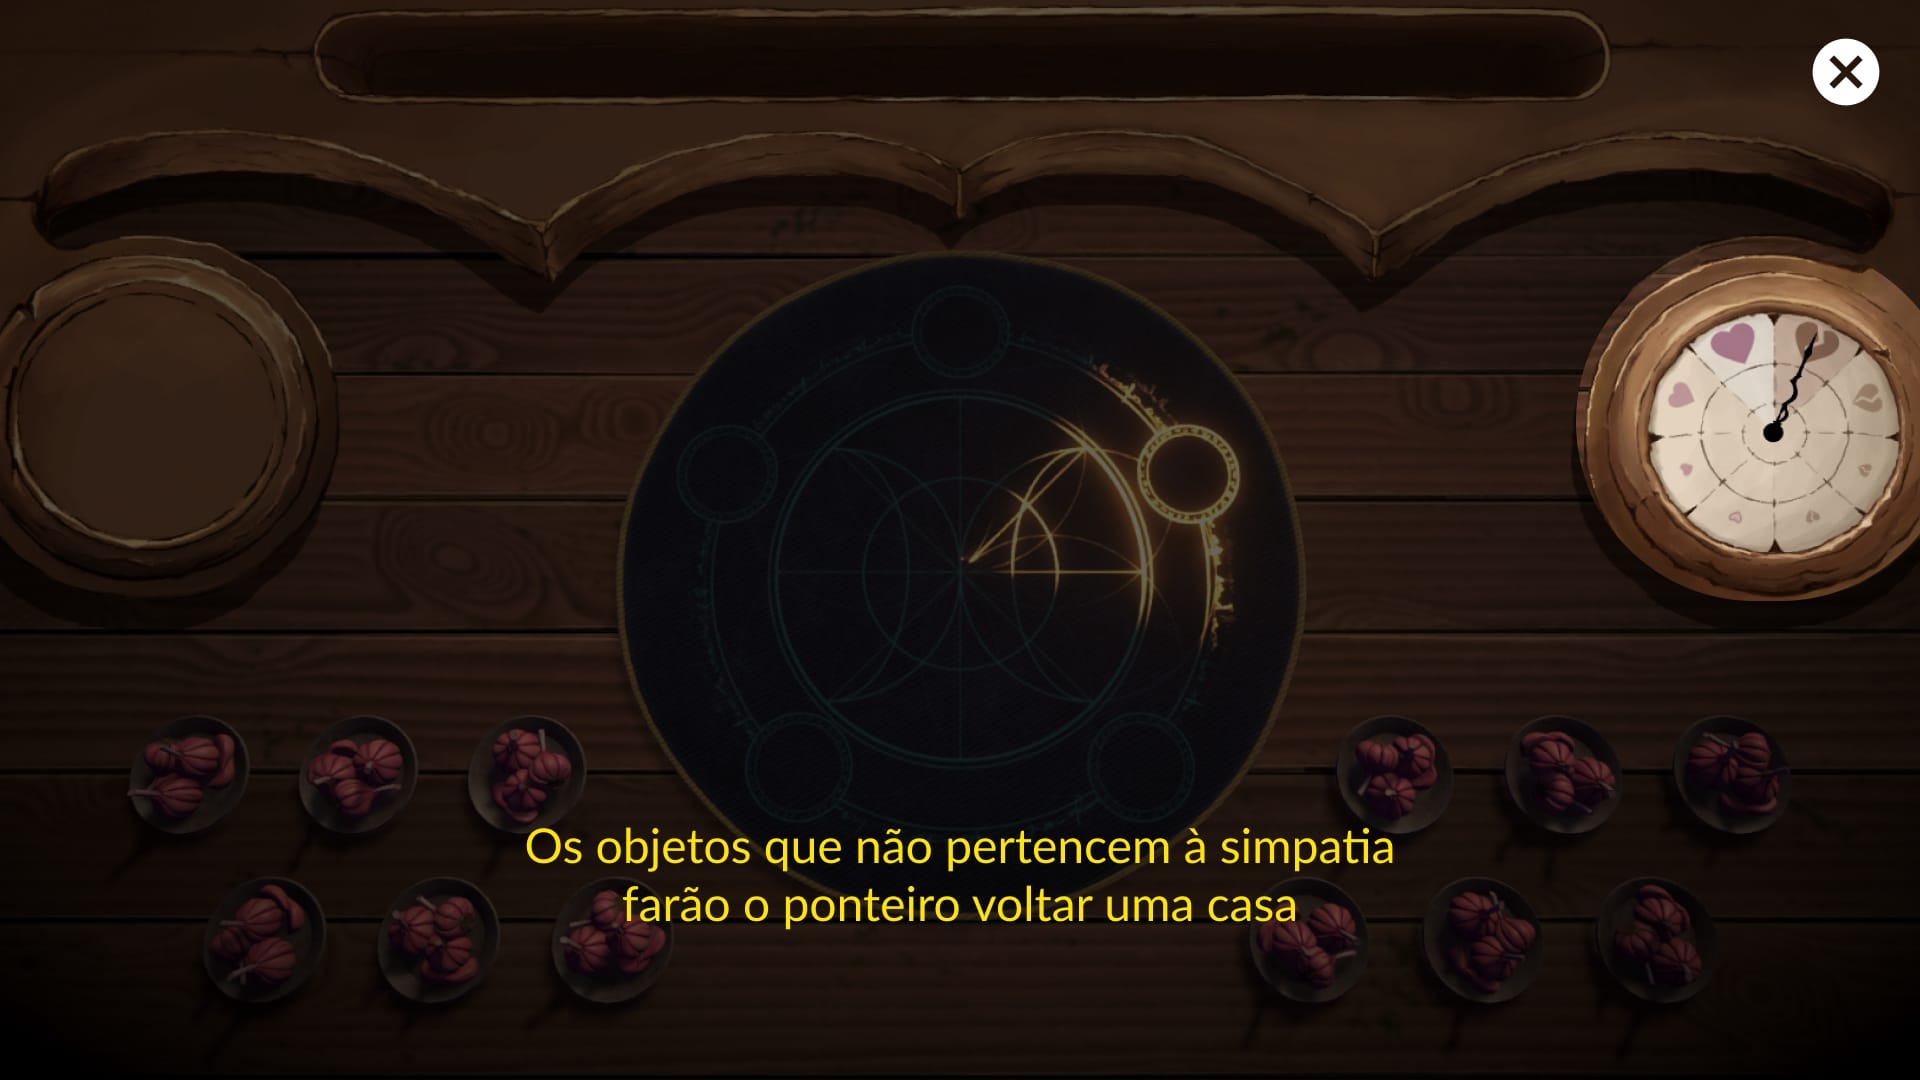 Os objetos que não pertencem à simpatia
farão o ponteiro voltar uma casa